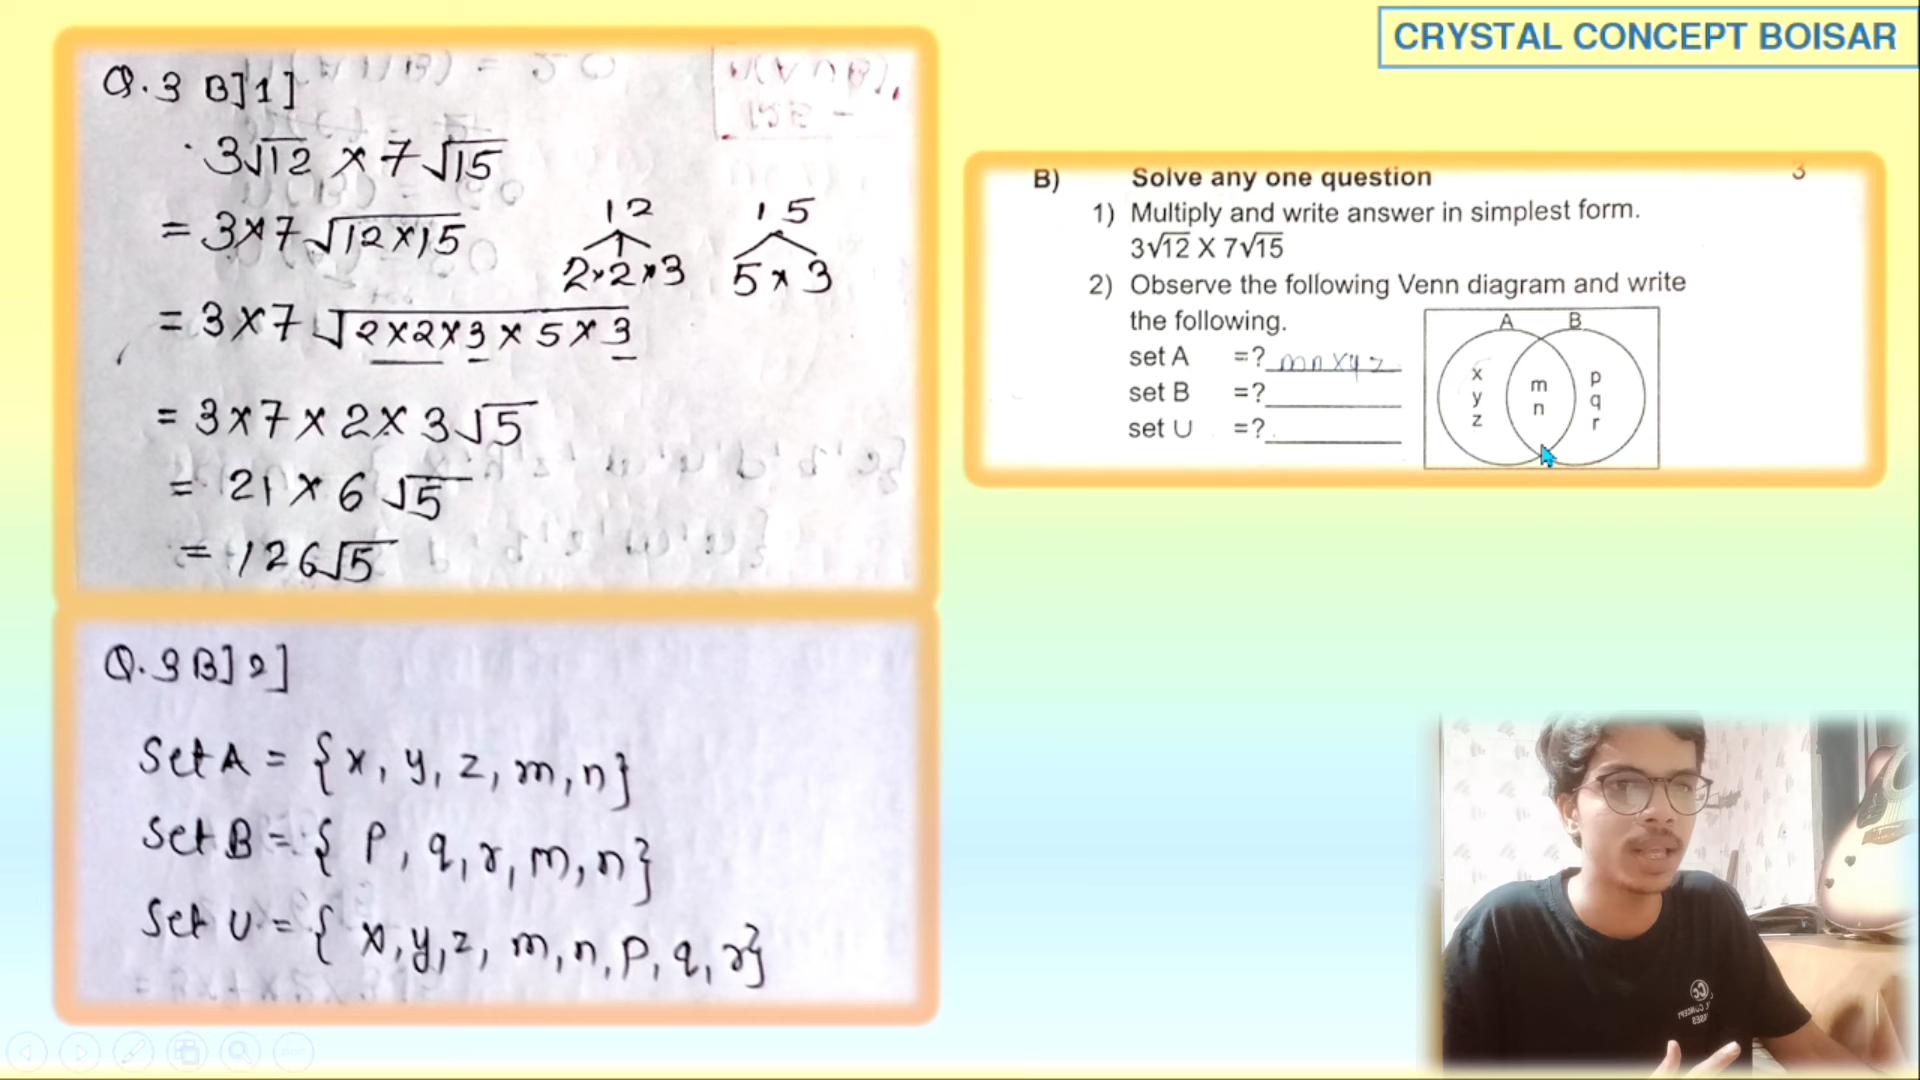 CRYSTAL CONCEPT BOISAR
Q.3 B]1]
3√12 × 7√15
= 3×7√12×15
12
2×2×3
15
5×3
= 3×7√2×2×3×5×3
= 3×7×2×3√5
= 21×6√5
= 126√5
Q.3 B]2]
Set A = {x, y, z, m, n}
Set B = {p, q, r, m, n}
Set U = {x, y, z, m, n, p, q, r}
B) Solve any one question 3
1) Multiply and write answer in simplest form.
3√12 X 7√15
2) Observe the following Venn diagram and write
the following.
set A =? mnxyz
set B =?
set U =?
A B
x
y
z
m
n
p
q
r